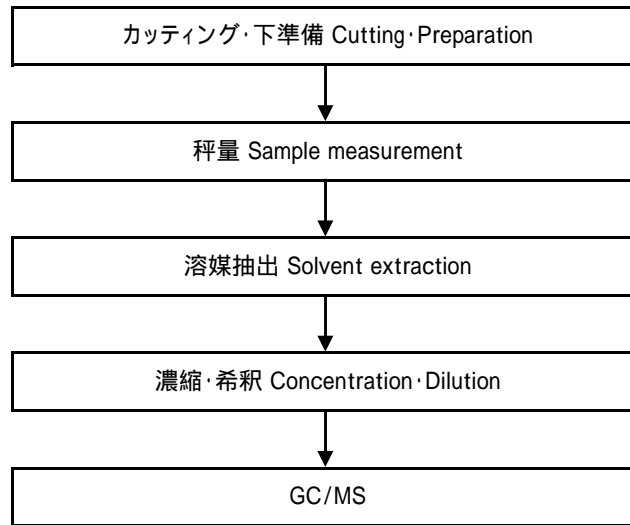 カッティング･下準備 Cutting･Preparation
秤量 Sample measurement
溶媒抽出 Solvent extraction
濃縮･希釈 Concentration･Dilution
GC/MS